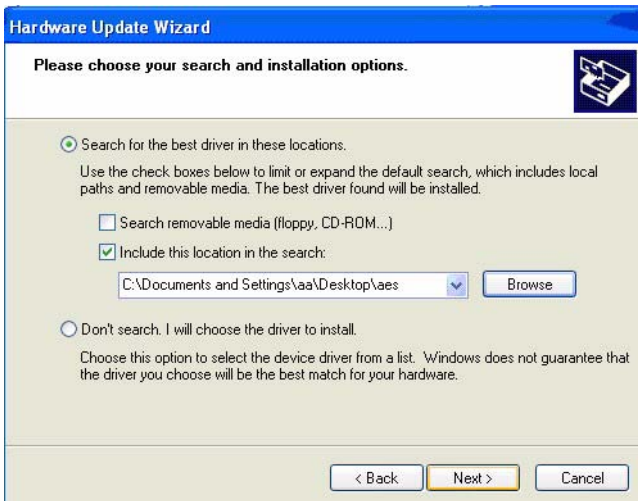 Hardware Update Wizard
Please choose your search and installation options.
Search for the best driver in these locations.
Use the check boxes below to limit or expand the default search, which includes local
paths and removable media. The best driver found will be installed.
Search removable media (floppy, CD-ROM...)
Include this location in the search:
C:\Documents and Settings\aa\Desktop\aes
Browse
Don't search. I will choose the driver to install.
Choose this option to select the device driver from a list. Windows does not guarantee that
the driver you choose will be the best match for your hardware.
< Back Next > Cancel